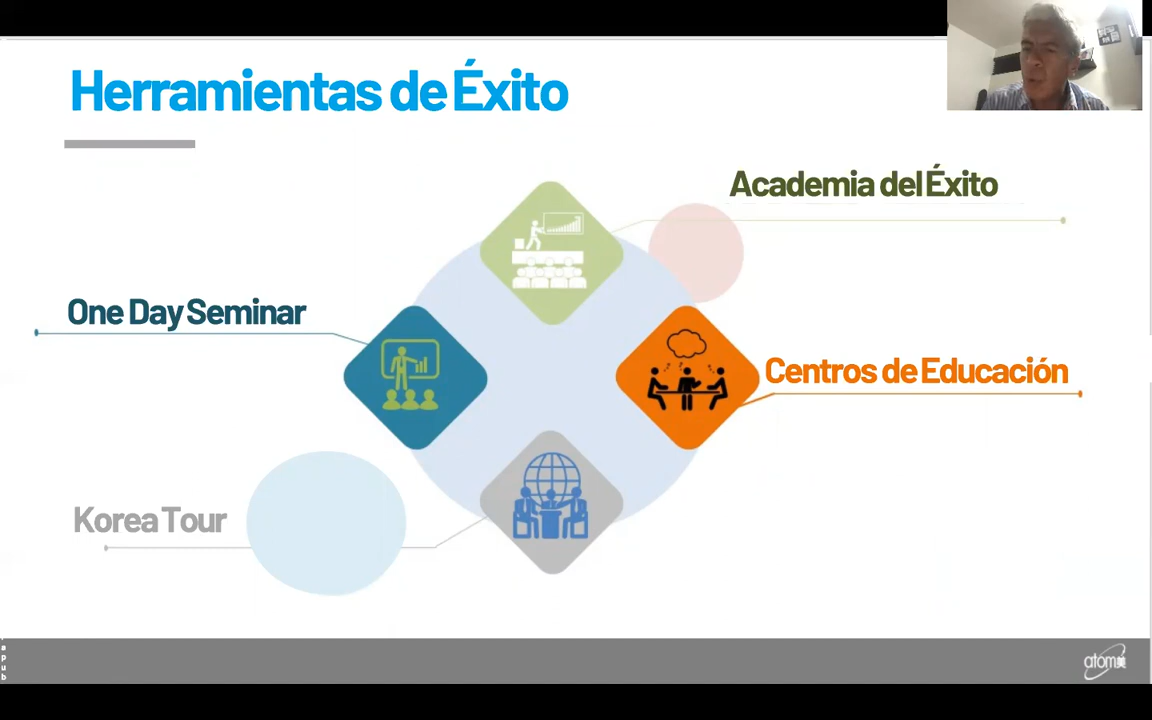 Herramientas de Éxito
Academia del Éxito
One Day Seminar
Centros de Educación
Korea Tour
atomy